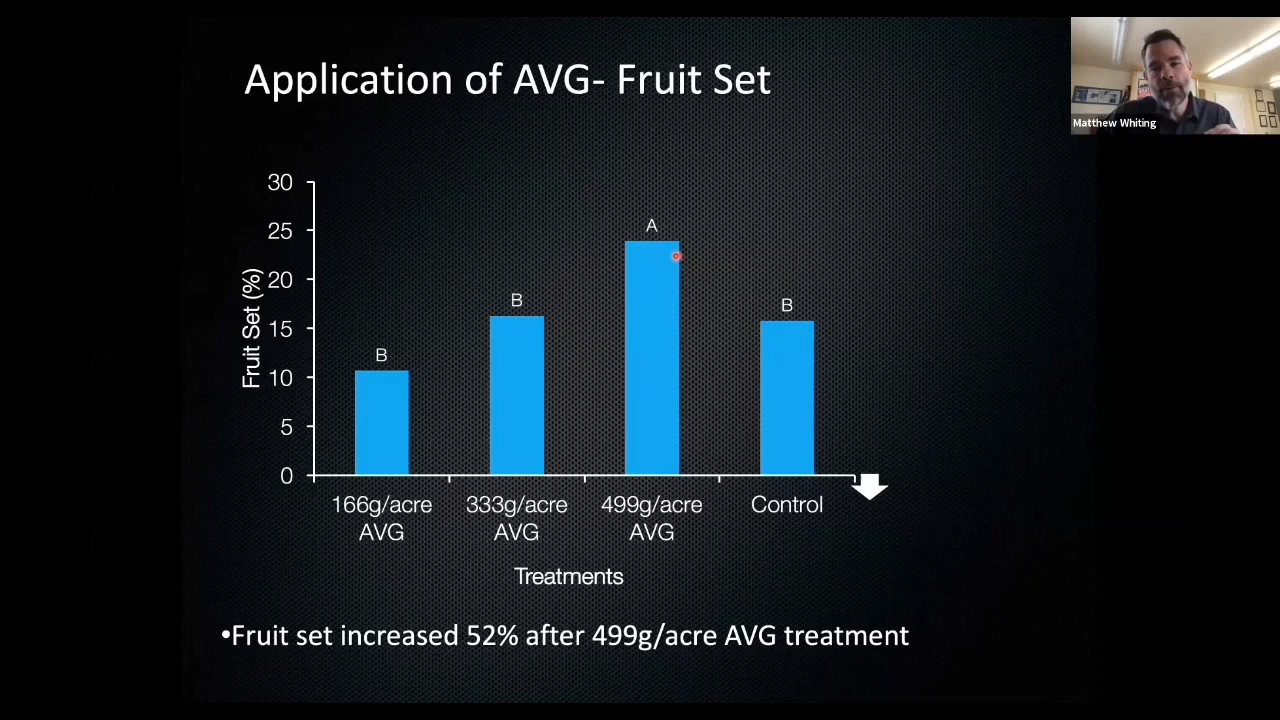 Application of AVG- Fruit Set
Matthew Whiting
Fruit Set (%)
30
25
20
15
10
5
0
B
B
A
B
166g/acre AVG
333g/acre AVG
499g/acre AVG
Control
Treatments
•Fruit set increased 52% after 499g/acre AVG treatment